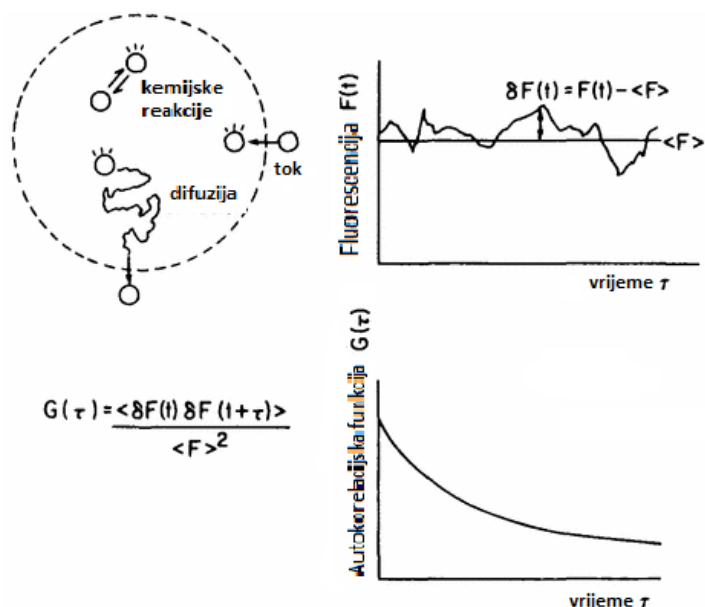 kemijske
reakcije
tok
difuzija
Fluorescencija F(t)
δF(t) = F(t) - <F>
<F>
vrijeme τ
G(τ) = <δF(t) δF(t+τ)>
<F>²
Autokorelacijska funkcija G(τ)
vrijeme τ